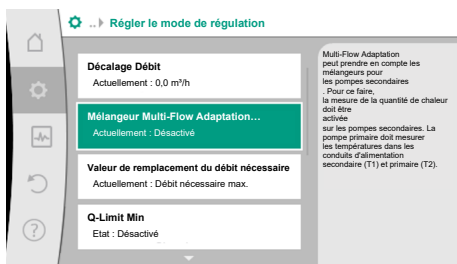 .. Régler le mode de régulation
Décalage Débit
Actuellement : 0,0 m³/h
Mélangeur Multi-Flow Adaptation...
Actuellement : Désactivé
Valeur de remplacement du débit nécessaire
Actuellement : Débit nécessaire max.
Q-Limit Min
Etat : Désactivé
Multi-Flow Adaptation
peut prendre en compte les
mélangeurs pour
les pompes secondaires
. Pour ce faire,
la mesure de la quantité de chaleur
doit être
activée
sur les pompes secondaires. La
pompe primaire doit mesurer
les températures dans les
conduits d'alimentation
secondaire (T1) et primaire (T2).